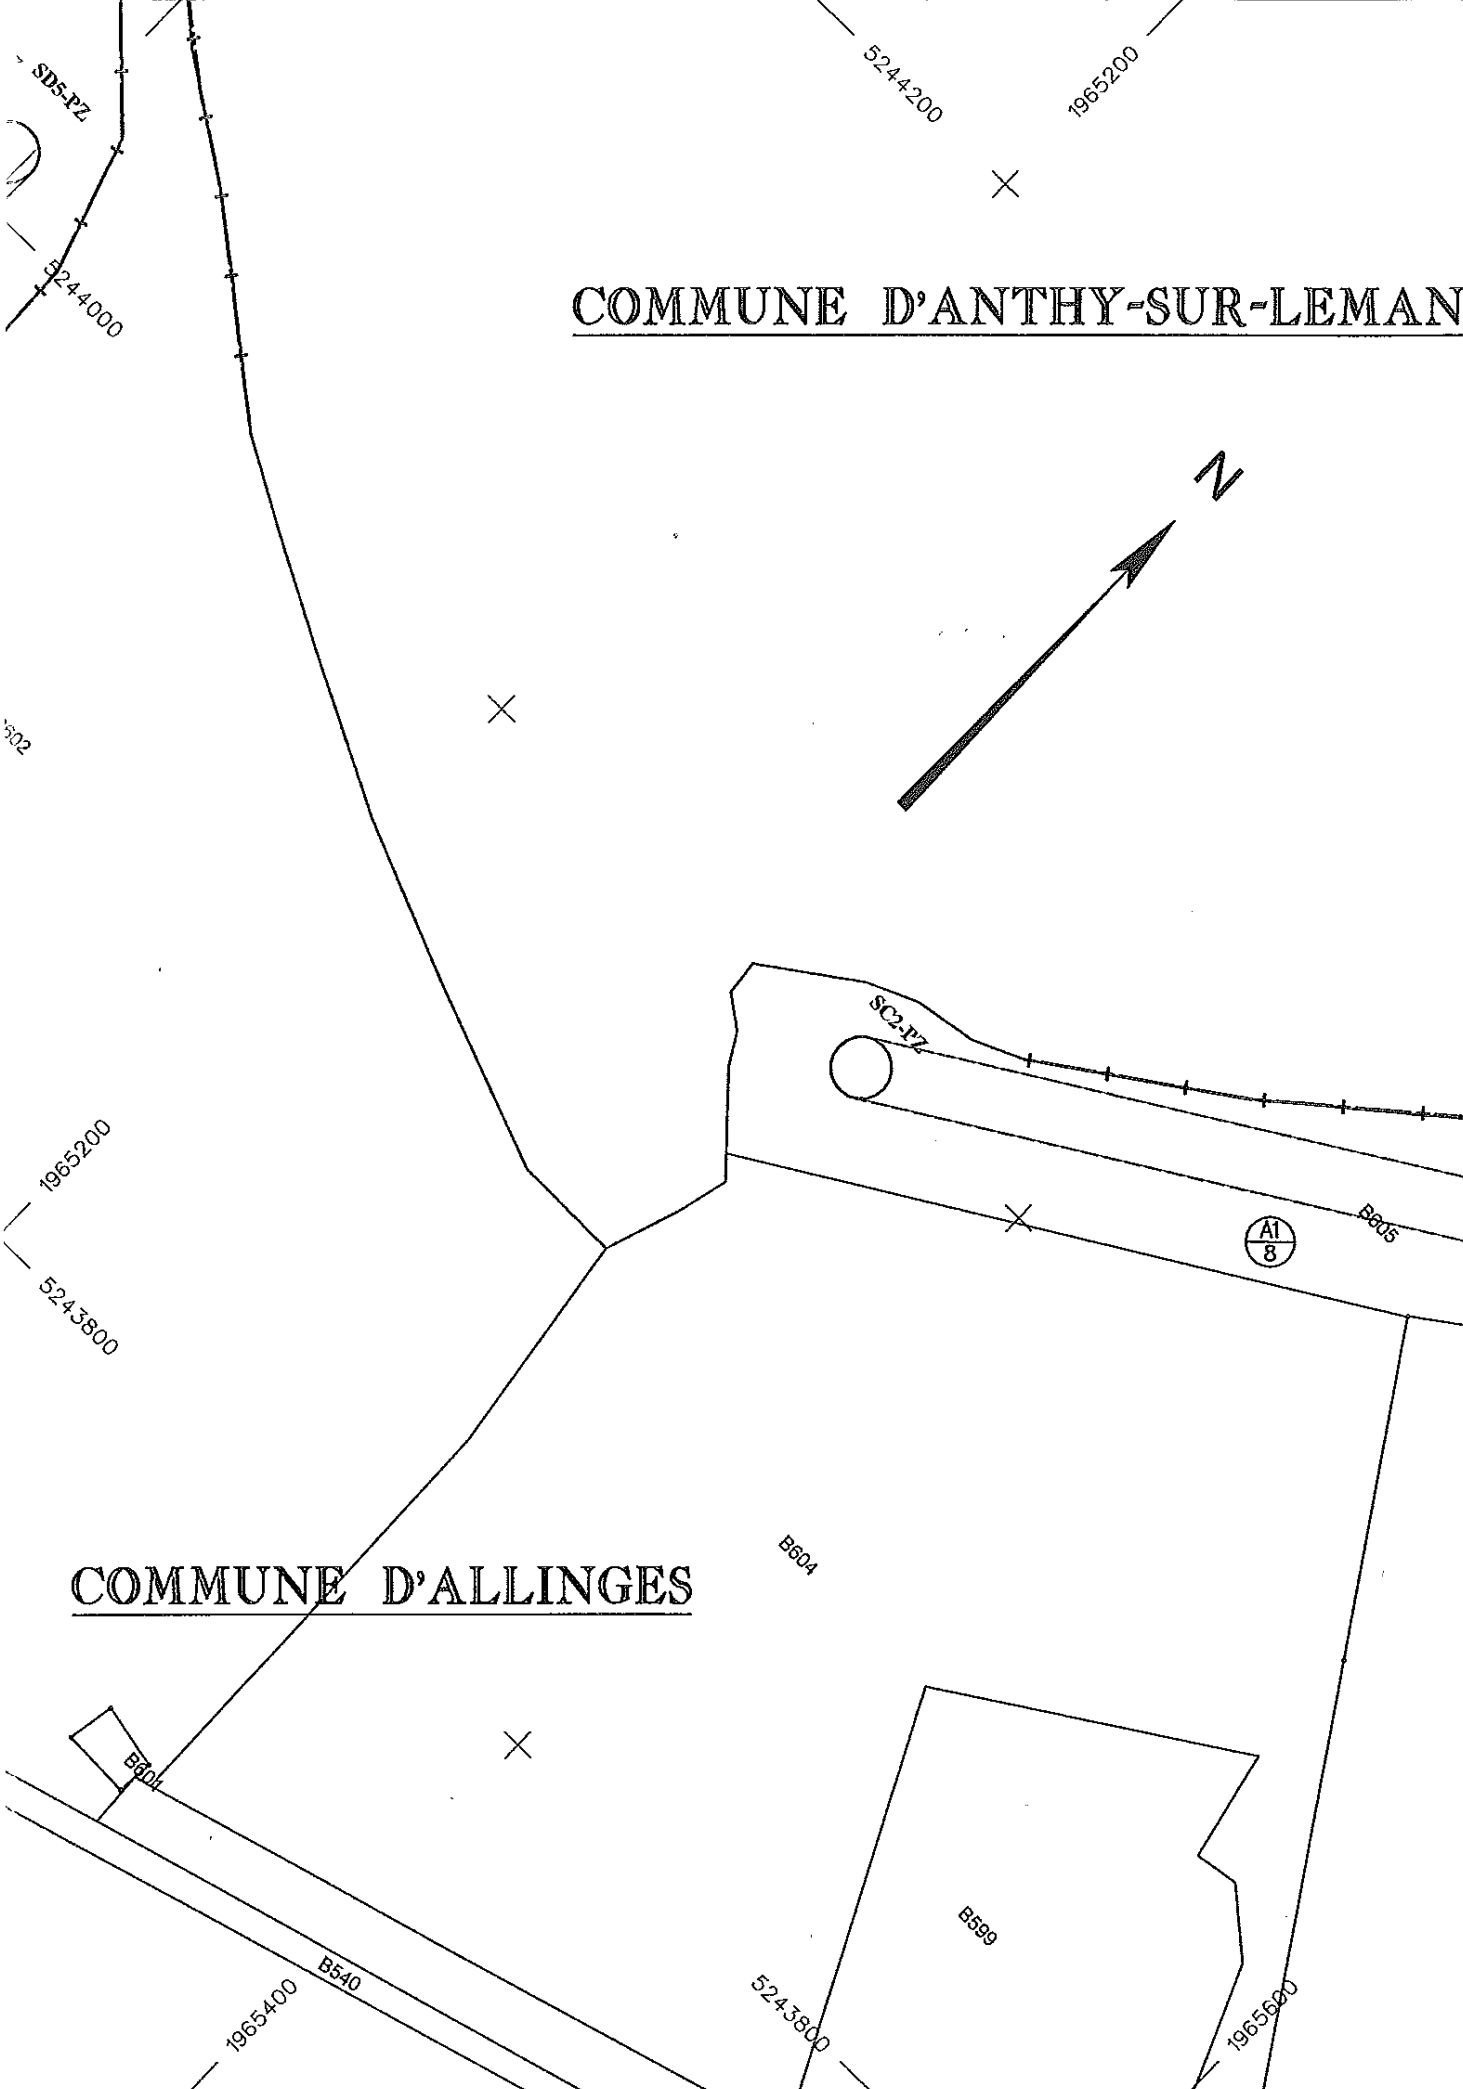 SD5-PZ
5244200
1965200
5244000
COMMUNE D'ANTHY-SUR-LEMAN
N
SC2-PZ
1965200
B605
A1
8
5243800
B604
COMMUNE D'ALLINGES
B601
B599
B540
1965400
5243800
1965600